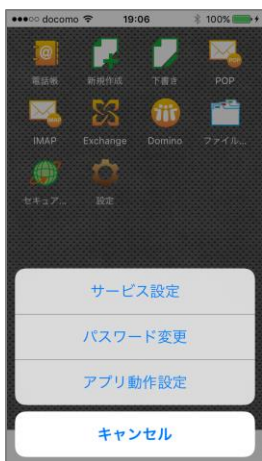 docomo 19:06 100%
電話帳 新規作成 下書き POP
IMAP Exchange Domino ファイル...
セキュア... 設定
サービス設定
パスワード変更
アプリ動作設定
キャンセル